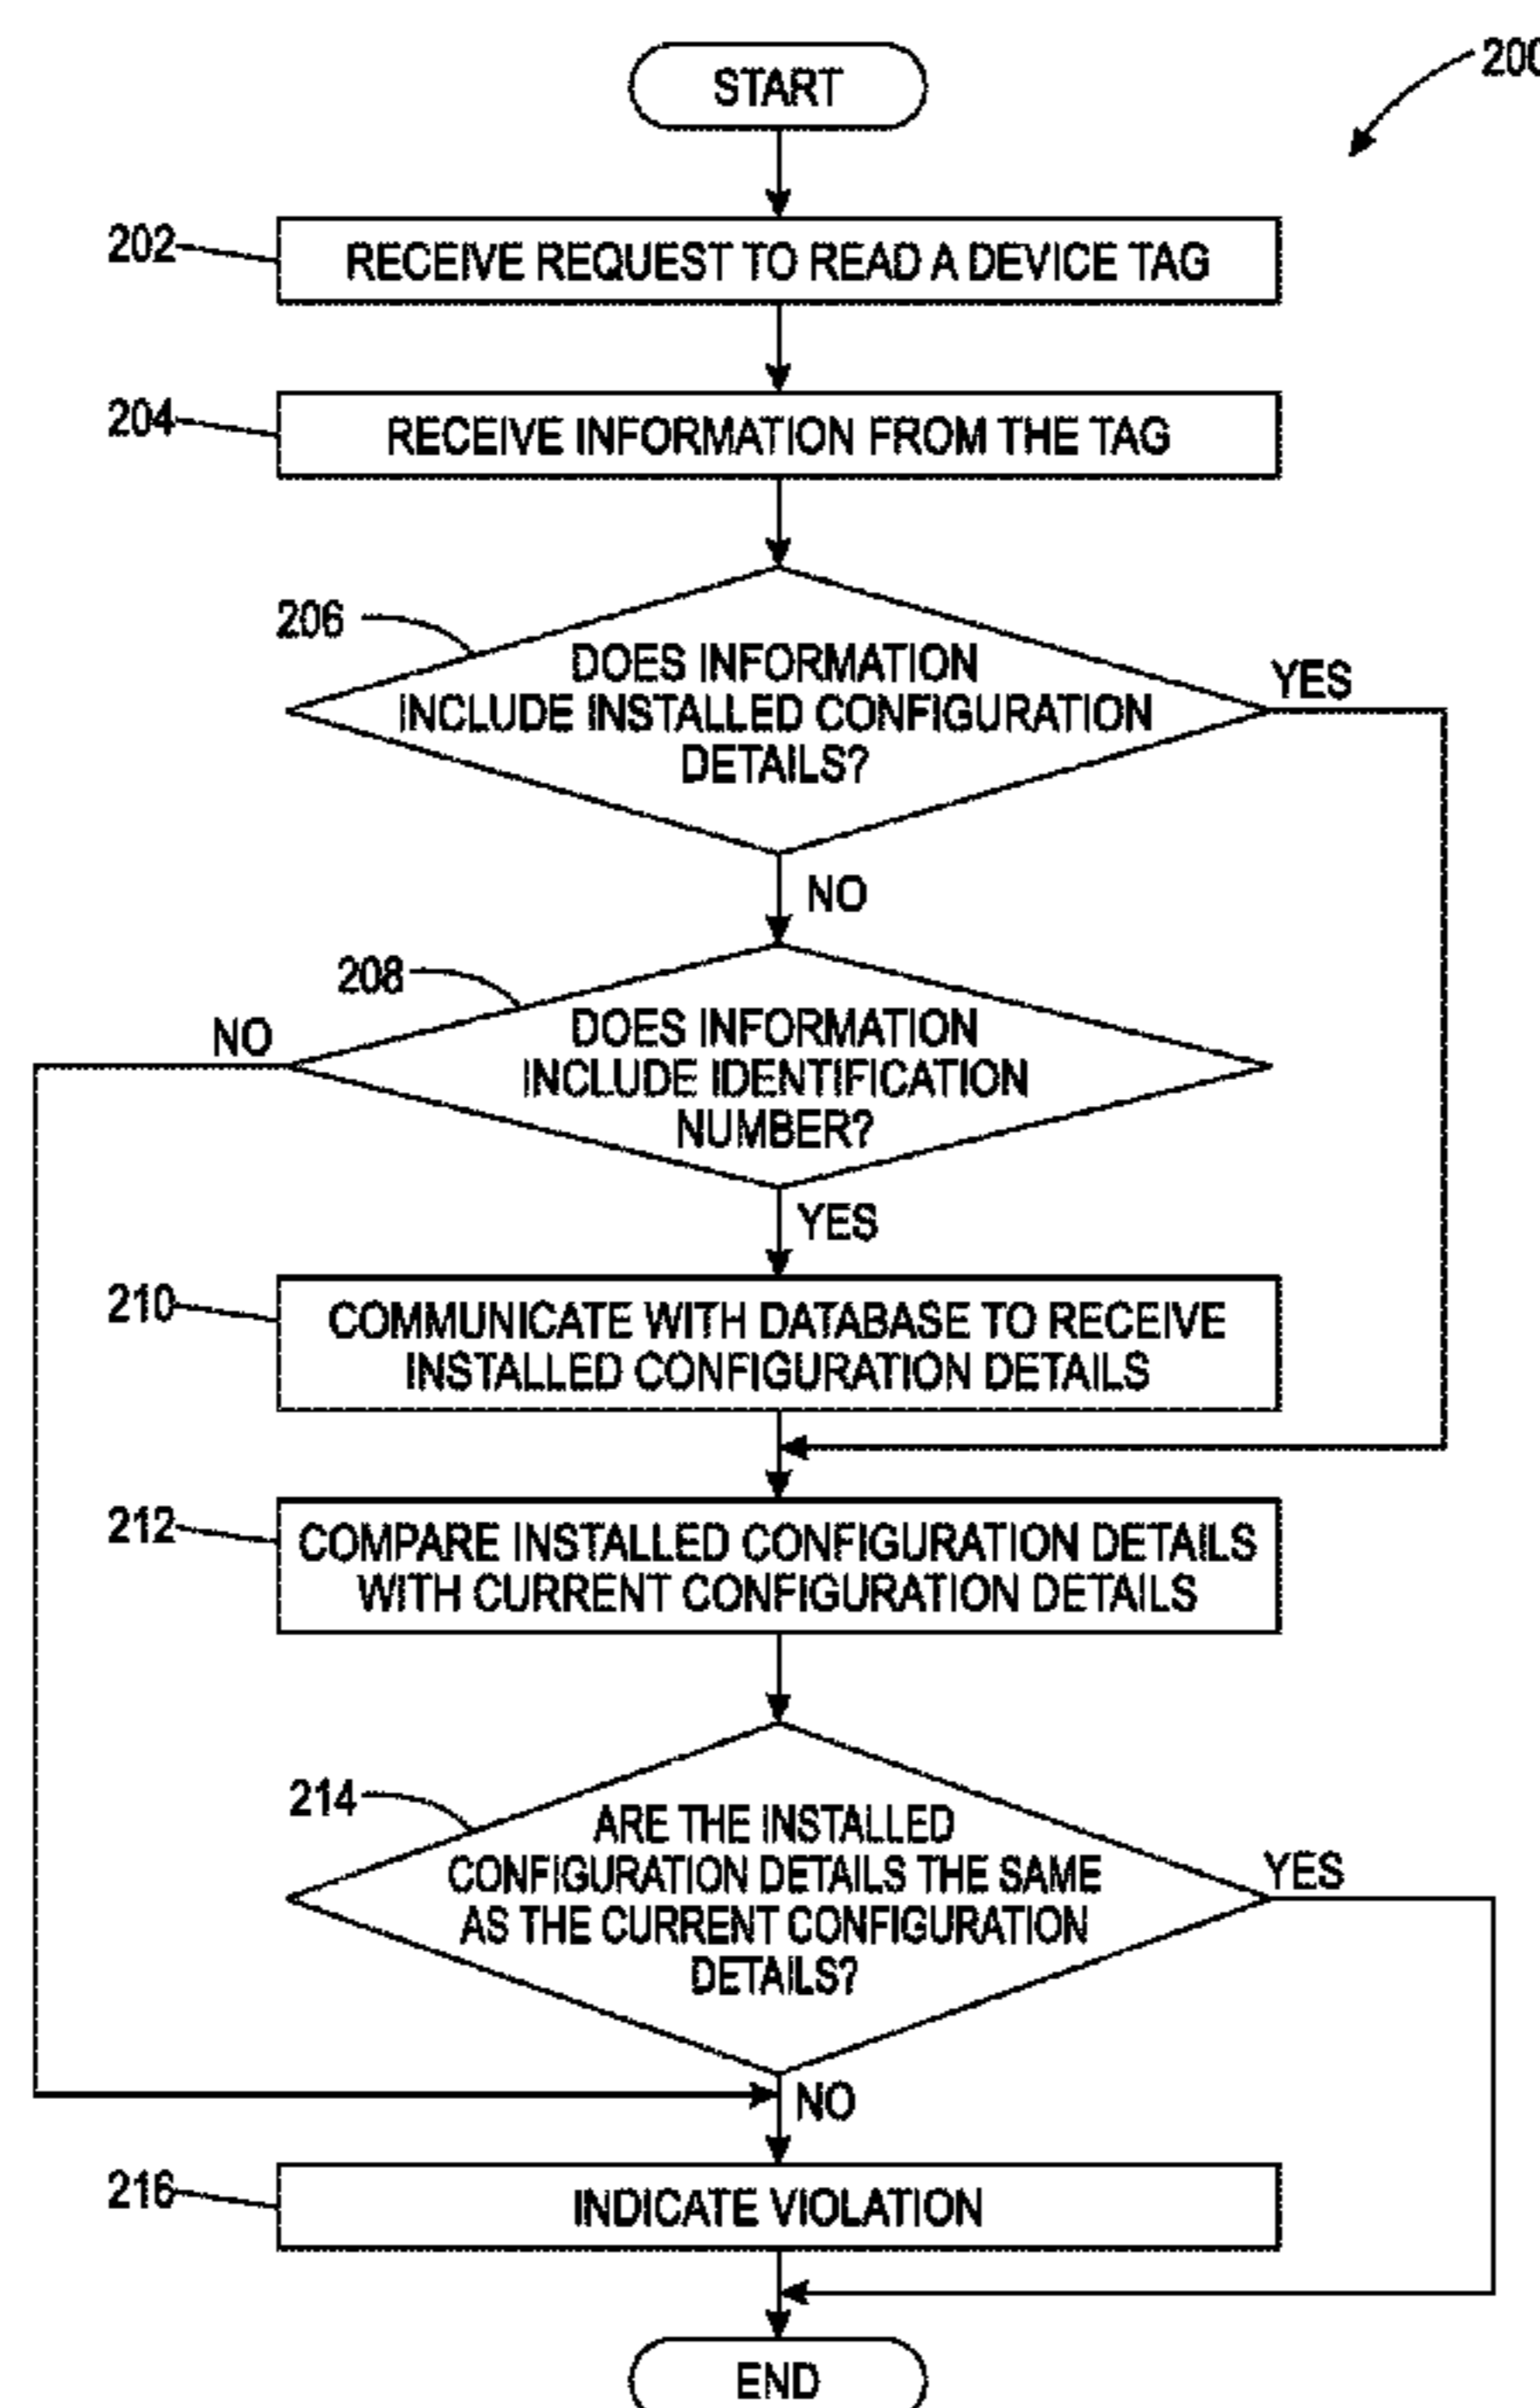 START
200
202
RECEIVE REQUEST TO READ A DEVICE TAG
204
RECEIVE INFORMATION FROM THE TAG
206
DOES INFORMATION
INCLUDE INSTALLED CONFIGURATION
DETAILS?
YES
NO
208
DOES INFORMATION
INCLUDE IDENTIFICATION
NUMBER?
NO
YES
210
COMMUNICATE WITH DATABASE TO RECEIVE
INSTALLED CONFIGURATION DETAILS
212
COMPARE INSTALLED CONFIGURATION DETAILS
WITH CURRENT CONFIGURATION DETAILS
214
ARE THE INSTALLED
CONFIGURATION DETAILS THE SAME
AS THE CURRENT CONFIGURATION
DETAILS?
YES
NO
216
INDICATE VIOLATION
END